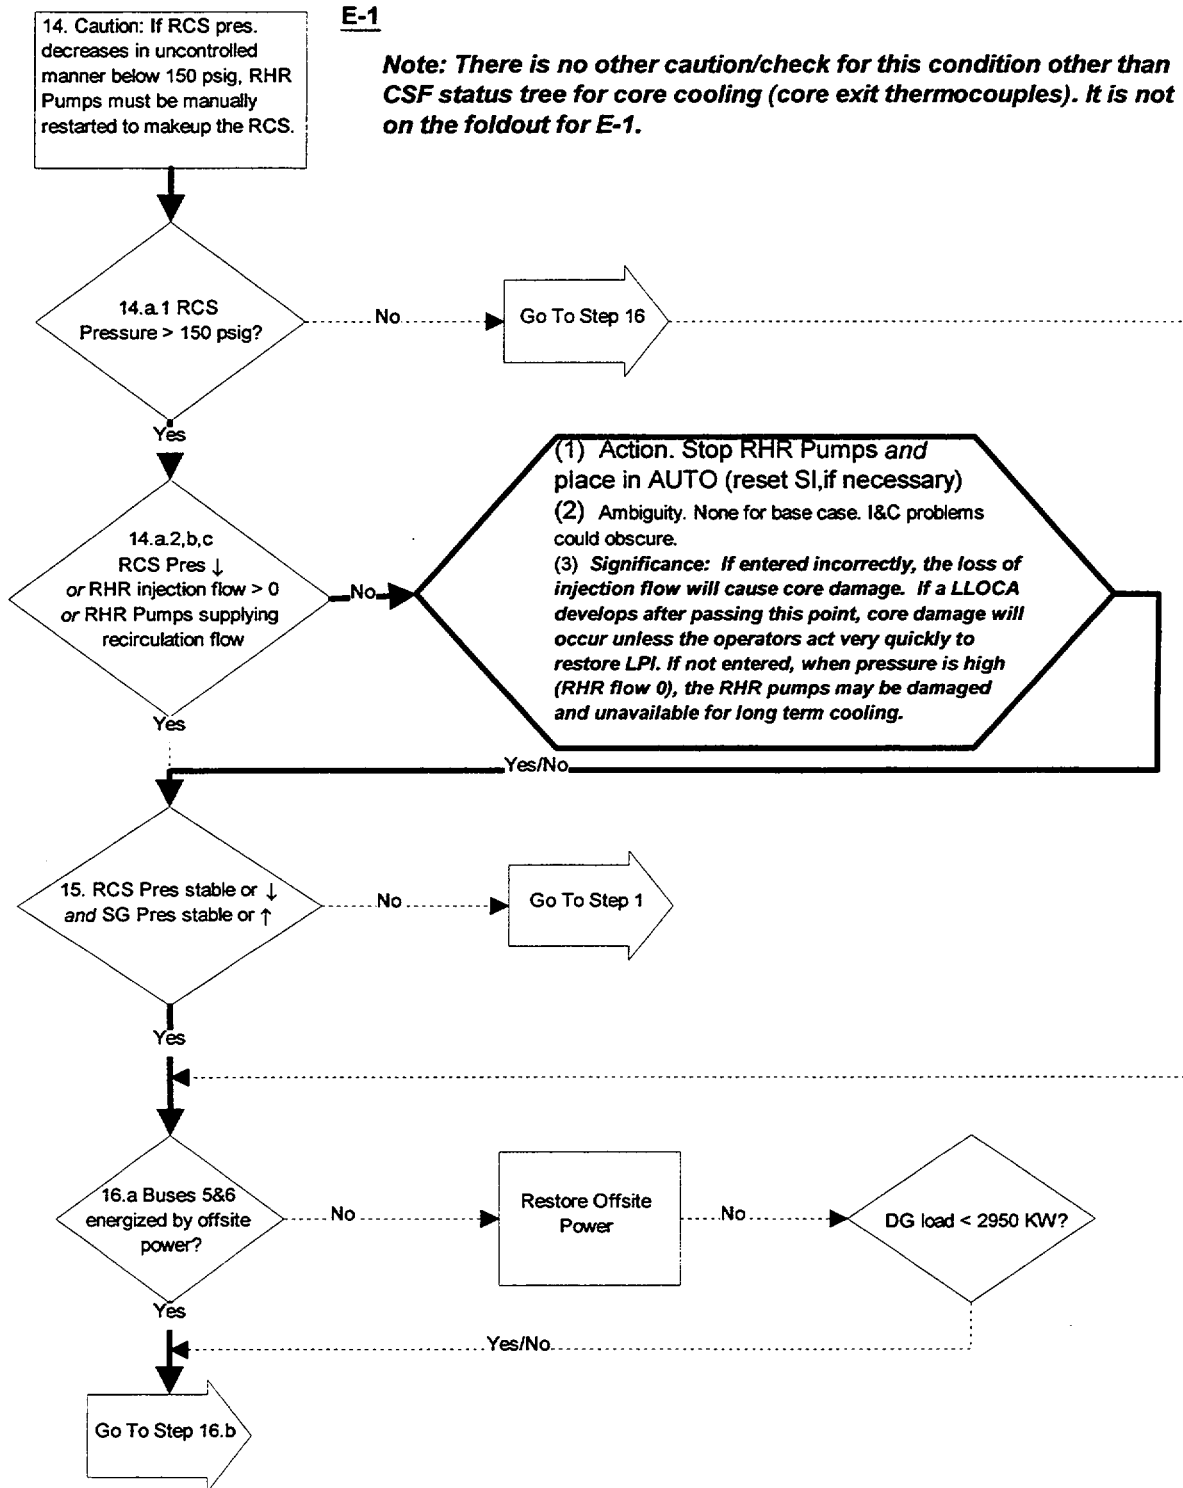 E-1
14. Caution: If RCS pres.
decreases in uncontrolled
manner below 150 psig, RHR
Pumps must be manually
restarted to makeup the RCS.
Note: There is no other caution/check for this condition other than
CSF status tree for core cooling (core exit thermocouples). It is not
on the foldout for E-1.
14.a.1 RCS
Pressure > 150 psig?
No
Go To Step 16
Yes
14.a.2,b,c
RCS Pres ↓
or RHR injection flow > 0
or RHR Pumps supplying
recirculation flow
No
(1) Action. Stop RHR Pumps and
place in AUTO (reset SI,if necessary)
(2) Ambiguity. None for base case. I&C problems
could obscure.
(3) Significance: If entered incorrectly, the loss of
injection flow will cause core damage. If a LLOCA
develops after passing this point, core damage will
occur unless the operators act very quickly to
restore LPI. If not entered, when pressure is high
(RHR flow 0), the RHR pumps may be damaged
and unavailable for long term cooling.
Yes
Yes/No
15. RCS Pres stable or ↓
and SG Pres stable or ↑
No
Go To Step 1
Yes
16.a Buses 5&6
energized by offsite
power?
No
Restore Offsite
Power
No
DG load < 2950 KW?
Yes
Yes/No
Go To Step 16.b